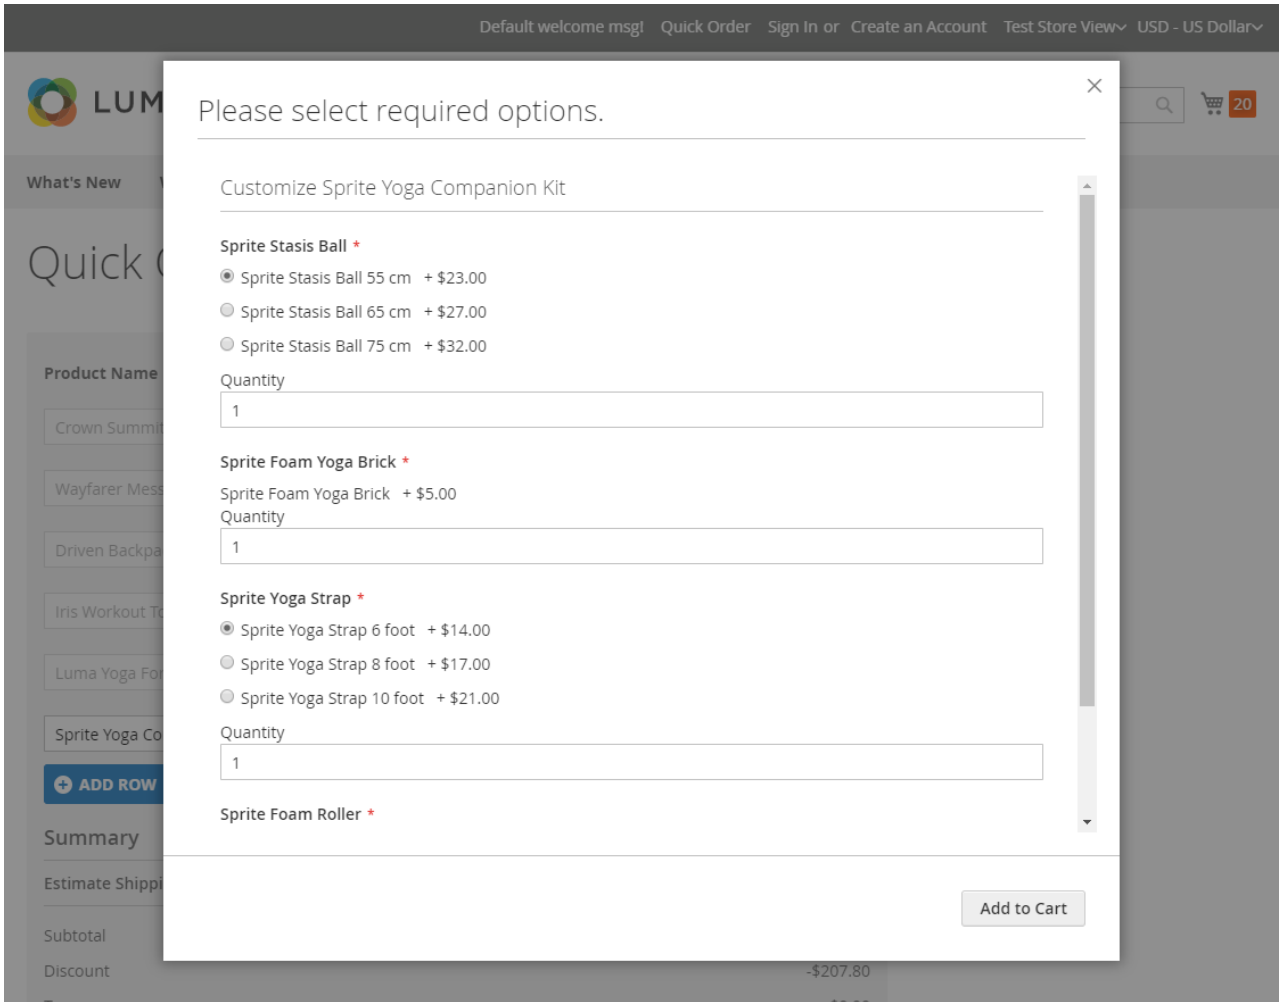 Default welcome msg! Quick Order Sign In or Create an Account Test Store View USD - US Dollar
LUM
20
Please select required options.
What's New
Customize Sprite Yoga Companion Kit
Quick
Sprite Stasis Ball *
Sprite Stasis Ball 55 cm + $23.00
Sprite Stasis Ball 65 cm + $27.00
Sprite Stasis Ball 75 cm + $32.00
Product Name
Quantity
1
Crown Summit
Sprite Foam Yoga Brick *
Wayfarer Mess
Sprite Foam Yoga Brick + $5.00
Quantity
1
Driven Backpa
Sprite Yoga Strap *
Iris Workout To
Sprite Yoga Strap 6 foot + $14.00
Sprite Yoga Strap 8 foot + $17.00
Luma Yoga For
Sprite Yoga Strap 10 foot + $21.00
Sprite Yoga Co
Quantity
1
ADD ROW
Sprite Foam Roller *
Summary
Estimate Shippi
Add to Cart
Subtotal
Discount -$207.80